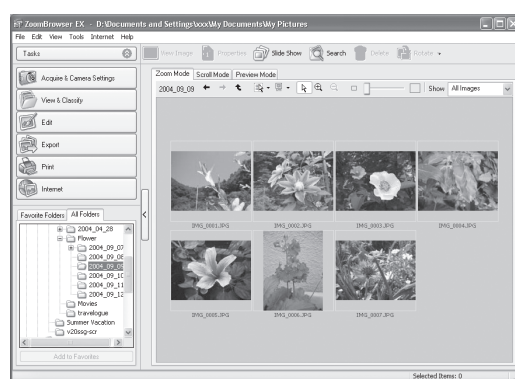 ZoomBrowser EX - D:\Documents and Settings\xxx\My Documents\My Pictures
File Edit View Tools Internet Help
Tasks
View Image Properties Slide Show Search Delete Rotate
Acquire & Camera Settings
View & Classify
Edit
Export
Print
Internet
Favorite Folders All Folders
2004_04_28
Flower
2004_09_07
2004_09_08
2004_09_09
2004_09_10
2004_09_11
2004_09_12
Movies
travelogue
Summer Vacation
v20ssg-scr
Add to Favorites
Zoom Mode Scroll Mode Preview Mode
2004_09_09 Show All Images
IMG_0001.JPG IMG_0002.JPG IMG_0003.JPG IMG_0004.JPG
IMG_0005.JPG IMG_0006.JPG IMG_0007.JPG
Selected Items: 0